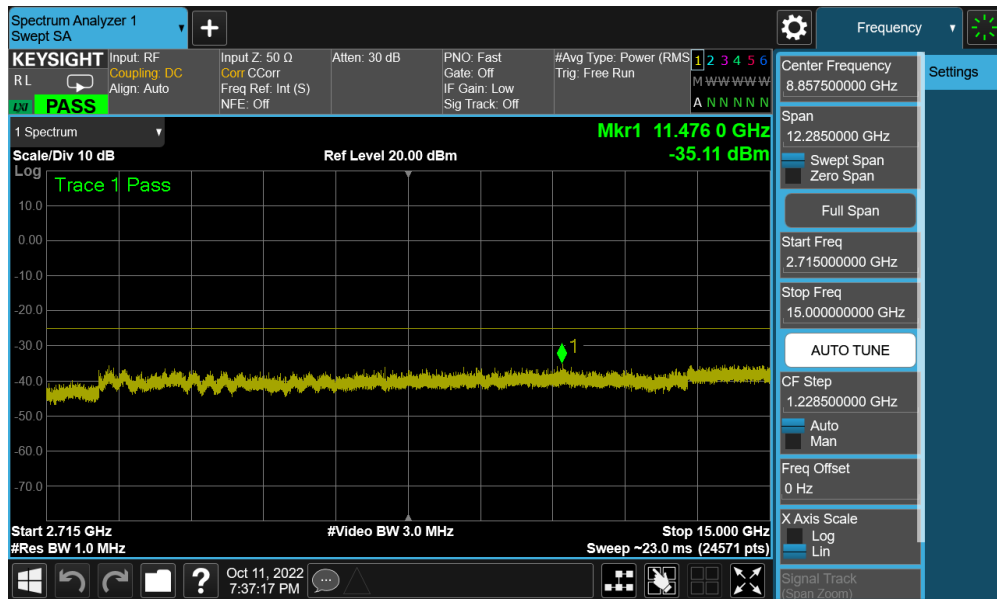 Spectrum Analyzer 1
Swept SA
Frequency
KEYSIGHT
R L
LXI PASS
Input: RF
Coupling: DC
Align: Auto
Input Z: 50 Ω
Corr CCorr
Freq Ref: Int (S)
NFE: Off
Atten: 30 dB
PNO: Fast
Gate: Off
IF Gain: Low
Sig Track: Off
#Avg Type: Power (RMS
Trig: Free Run
1 2 3 4 5 6
M W W W W W
A N N N N N
Settings
1 Spectrum
Mkr1 11.476 0 GHz
-35.11 dBm
Scale/Div 10 dB
Ref Level 20.00 dBm
Log
Trace 1 Pass
10.0
0.00
-10.0
-20.0
-30.0
-40.0
-50.0
-60.0
-70.0
1
Start 2.715 GHz
#Video BW 3.0 MHz
Stop 15.000 GHz
#Res BW 1.0 MHz
Sweep ~23.0 ms (24571 pts)
Center Frequency
8.857500000 GHz
Span
12.2850000 GHz
Swept Span
Zero Span
Full Span
Start Freq
2.715000000 GHz
Stop Freq
15.000000000 GHz
AUTO TUNE
CF Step
1.228500000 GHz
Auto
Man
Freq Offset
0 Hz
X Axis Scale
Log
Lin
Signal Track
(Span Zoom)
?
Oct 11, 2022
7:37:17 PM